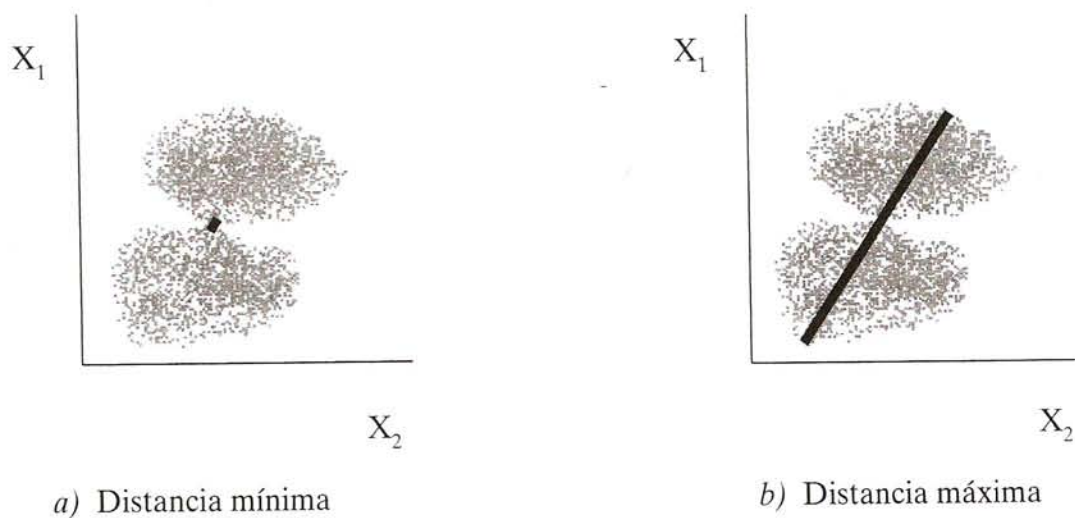 X₁
X₂
a) Distancia mínima
X₁
X₂
b) Distancia máxima